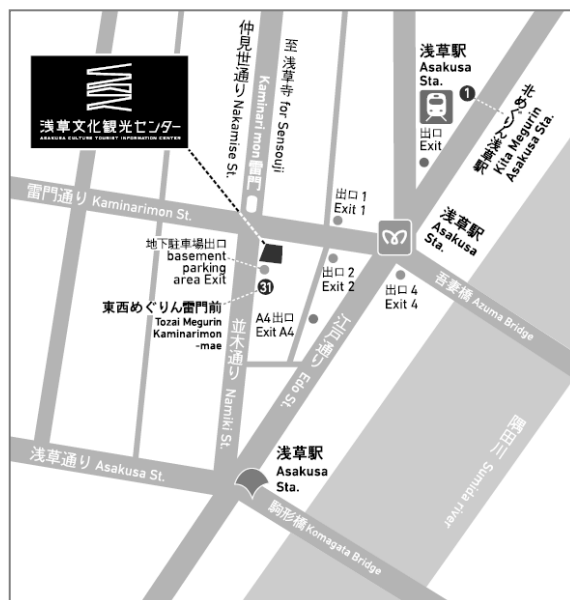 浅草文化観光センター
ASAKUSA CULTURE TOURIST INFORMATION CENTER
仲見世通り Nakamise St.
至 浅草寺 for Sensouji
Kaminari mon 雷門
浅草駅
Asakusa
Sta.
1
出口
Exit
北めぐりん浅草駅
Kita Megurin
Asakusa Sta.
雷門通り Kaminarimon St.
出口 1
Exit 1
浅草駅
Asakusa
Sta.
地下駐車場出口
basement
parking
area Exit
31
出口 2
Exit 2
出口 4
Exit 4
吾妻橋 Azuma Bridge
東西めぐりん雷門前
Tozai Megurin
Kaminarimon
-mae
A4出口
Exit A4
並木通り Namiki St.
江戸通り Edo St.
隅田川 Sumida river
浅草通り Asakusa St.
浅草駅
Asakusa
Sta.
駒形橋 Komagata Bridge